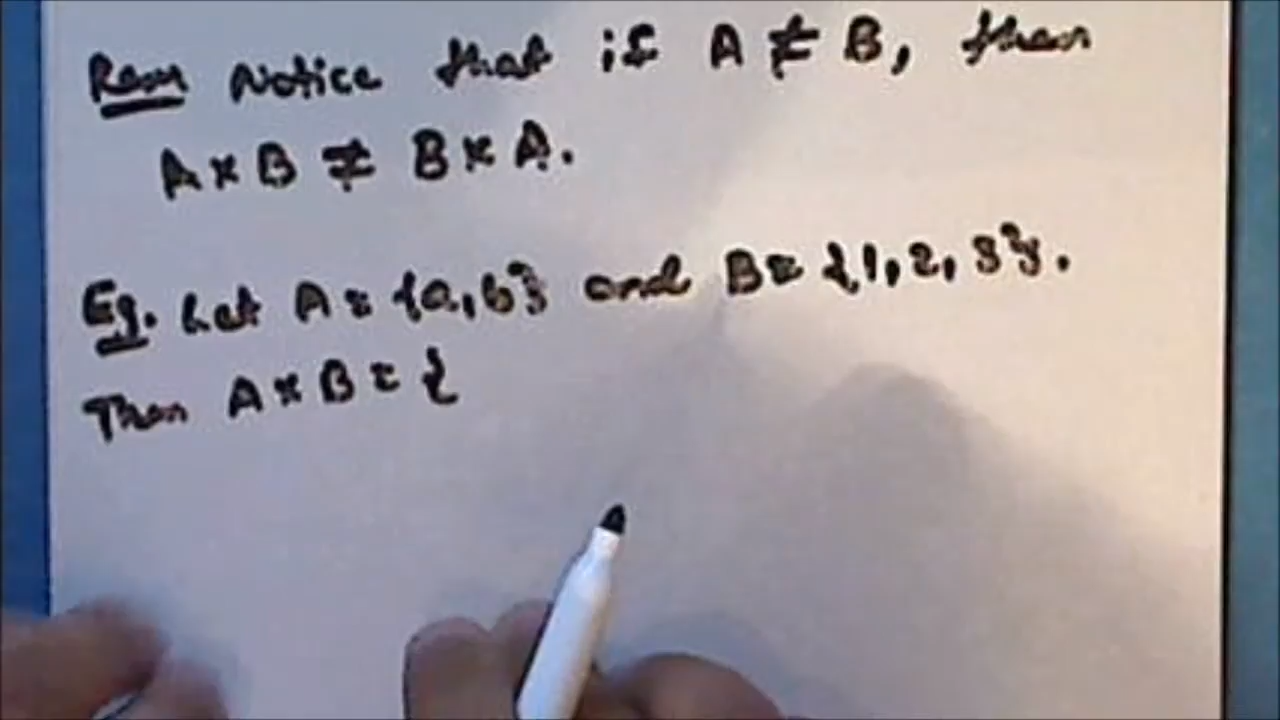 Rem Notice that if A ≠ B, then
A × B ≠ B × A.
Eg. Let A = {a, b} and B = {1, 2, 3}.
Then A × B = {